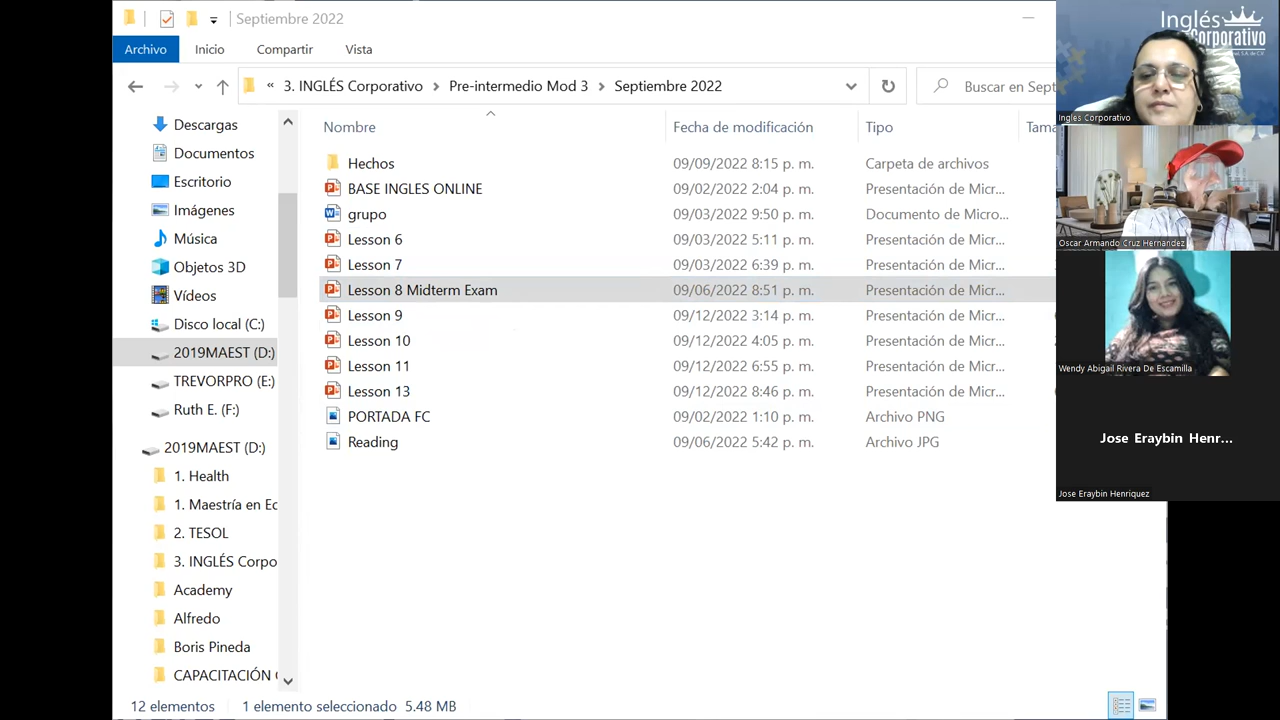 Septiembre 2022
Archivo Inicio Compartir Vista
« 3. INGLÉS Corporativo > Pre-intermedio Mod 3 > Septiembre 2022
Buscar en Sept
Nombre Fecha de modificación Tipo Tama
Hechos 09/09/2022 8:15 p. m. Carpeta de archivos
BASE INGLES ONLINE 09/02/2022 2:04 p. m. Presentación de Micr...
grupo 09/03/2022 9:50 p. m. Documento de Micro...
Lesson 6 09/03/2022 5:11 p. m. Presentación de Micr...
Lesson 7 09/03/2022 6:39 p. m. Presentación de Micr...
Lesson 8 Midterm Exam 09/06/2022 8:51 p. m. Presentación de Micr...
Lesson 9 09/12/2022 3:14 p. m. Presentación de Micr...
Lesson 10 09/12/2022 4:05 p. m. Presentación de Micr...
Lesson 11 09/12/2022 6:55 p. m. Presentación de Micr...
Lesson 13 09/12/2022 8:46 p. m. Presentación de Micr...
PORTADA FC 09/02/2022 1:10 p. m. Archivo PNG
Reading 09/06/2022 5:42 p. m. Archivo JPG
Descargas
Documentos
Escritorio
Imágenes
Música
Objetos 3D
Vídeos
Disco local (C:)
2019MAEST (D:)
TREVORPRO (E:)
Ruth E. (F:)
2019MAEST (D:)
1. Health
1. Maestría en Ec
2. TESOL
3. INGLÉS Corpo
Academy
Alfredo
Boris Pineda
CAPACITACIÓN
12 elementos 1 elemento seleccionado 5,48 MB
Inglés
Corporativo
S.A. de C.V.
Inglés Corporativo
Oscar Armando Cruz Hernandez
Wendy Abigail Rivera De Escamilla
Jose Eraybin Henr...
Jose Eraybin Henriquez